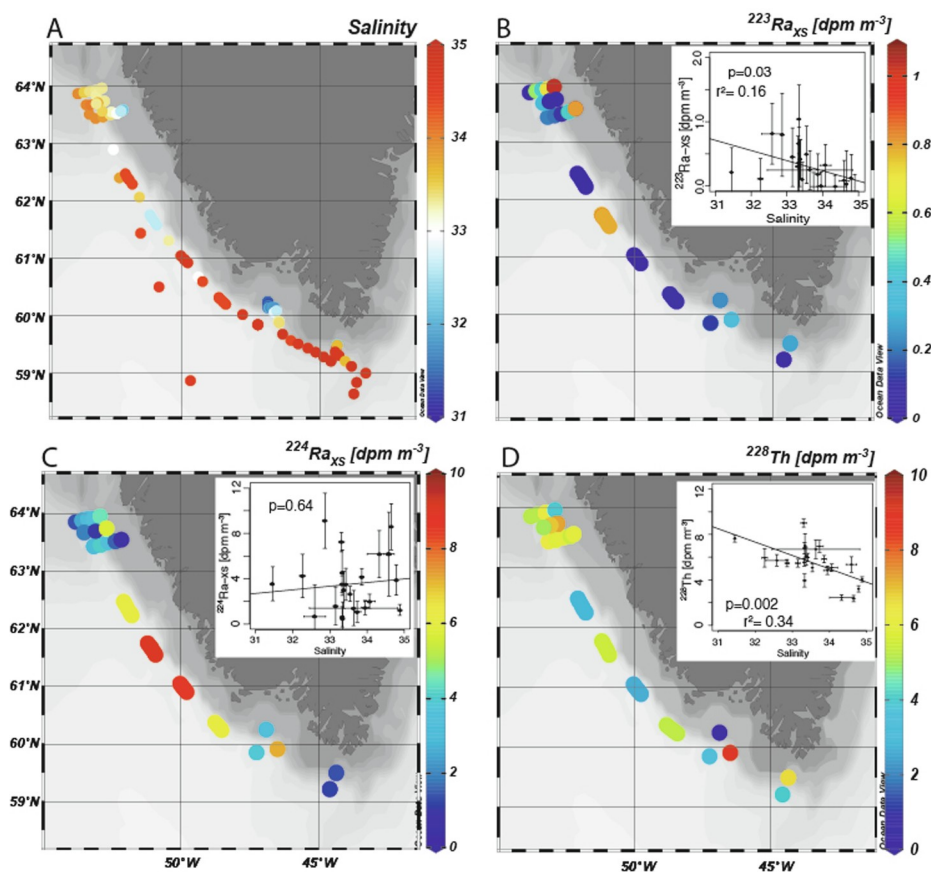 A
Salinity
64°N
63°N
62°N
61°N
60°N
59°N
35
34
33
32
31
Ocean Data View
B
²²³Ra_XS [dpm m⁻³]
p=0.03
r²= 0.16
²²³Ra-xs [dpm m⁻³]
2.0
1.0
0.0
31 32 33 34 35
Salinity
1
0.8
0.6
0.4
0.2
0
Ocean Data View
C
²²⁴Ra_XS [dpm m⁻³]
64°N
63°N
62°N
61°N
60°N
59°N
50°W
45°W
p=0.64
²²⁴Ra-xs [dpm m⁻³]
12
8
4
0
31 32 33 34 35
Salinity
10
8
6
4
2
0
D
²²⁸Th [dpm m⁻³]
50°W
45°W
p=0.002
r²= 0.34
²²⁸Th [dpm m⁻³]
12
8
4
0
31 32 33 34 35
Salinity
10
8
6
4
2
0
Ocean Data View